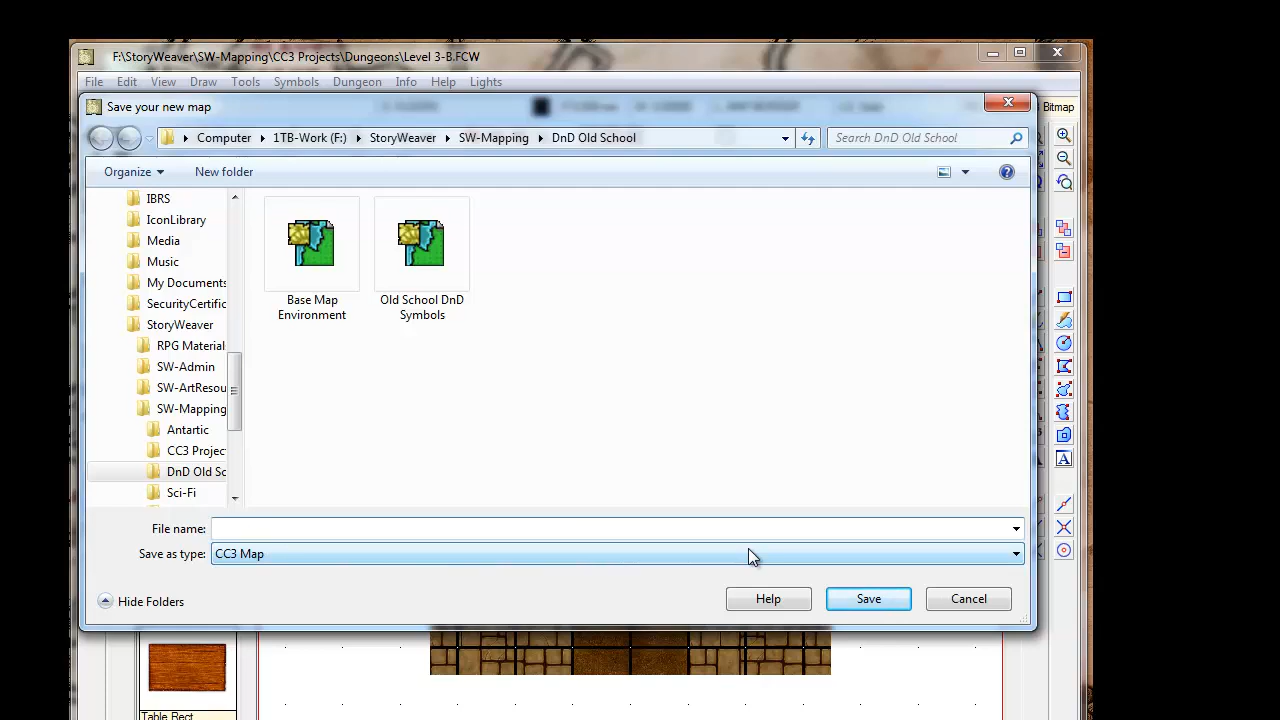 F:\StoryWeaver\SW-Mapping\CC3 Projects\Dungeons\Level 3-B.FCW
File Edit View Draw Tools Symbols Dungeon Info Help Lights
Save your new map
Bitmap
Computer 1TB-Work (F:) StoryWeaver SW-Mapping DnD Old School Search DnD Old School
Organize New folder
IBRS
IconLibrary
Media
Music
My Documents
SecurityCertific
StoryWeaver
RPG Material
SW-Admin
SW-ArtResou
SW-Mapping
Antartic
CC3 Projec
DnD Old Sc
Sci-Fi
Base Map
Environment
Old School DnD
Symbols
File name:
Save as type: CC3 Map
Hide Folders Help Save Cancel
Table Rect